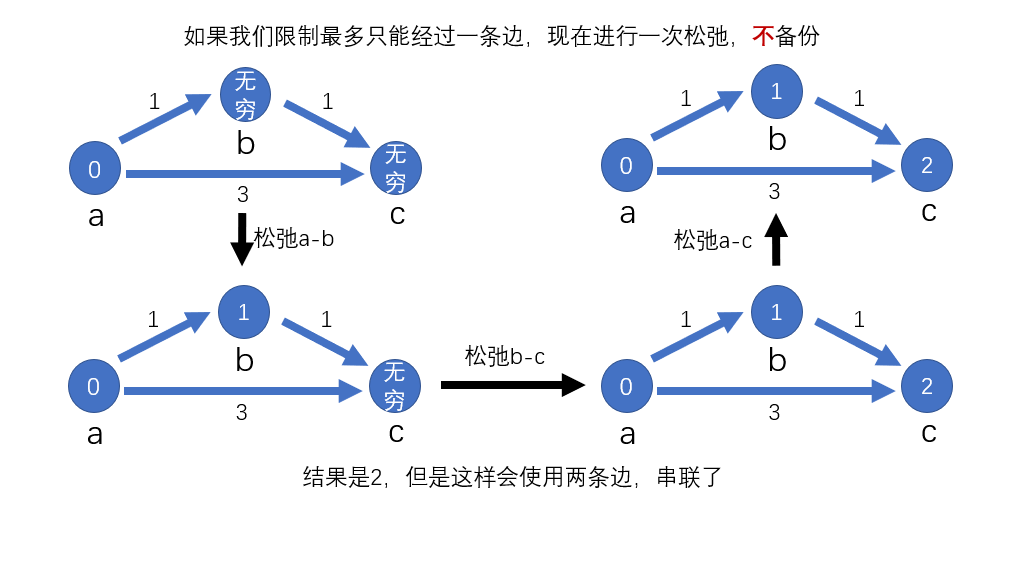 如果我们限制最多只能经过一条边，现在进行一次松弛，不备份
1
无穷
1
b
0
无穷
3
a
c
松弛a-b
1
1
1
b
0
无穷
3
a
c
松弛b-c
1
1
1
b
0
2
3
a
c
松弛a-c
1
1
1
b
0
2
3
a
c
结果是2，但是这样会使用两条边，串联了